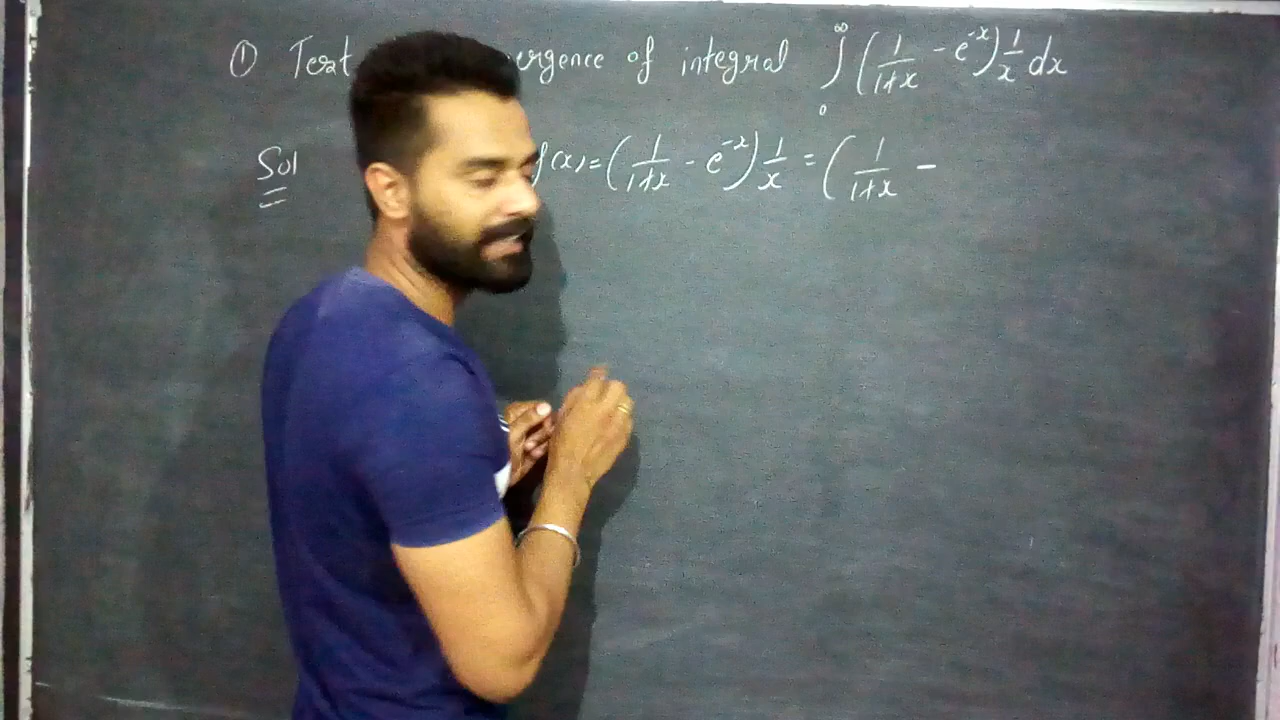 ① Test ergence of integral ∫₀^∞ (1/(1+x) - e^{-x}) 1/x dx
Sol f(x) = (1/(1+x) - e^{-x}) 1/x = (1/(1+x) -